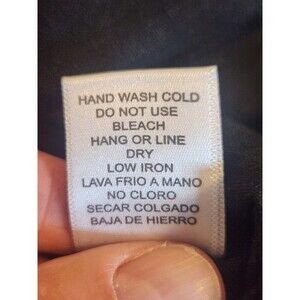 HAND WASH COLD
DO NOT USE
BLEACH
HANG OR LINE
DRY
LOW IRON
LAVA FRIO A MANO
NO CLORO
SECAR COLGADO
BAJA DE HIERRO